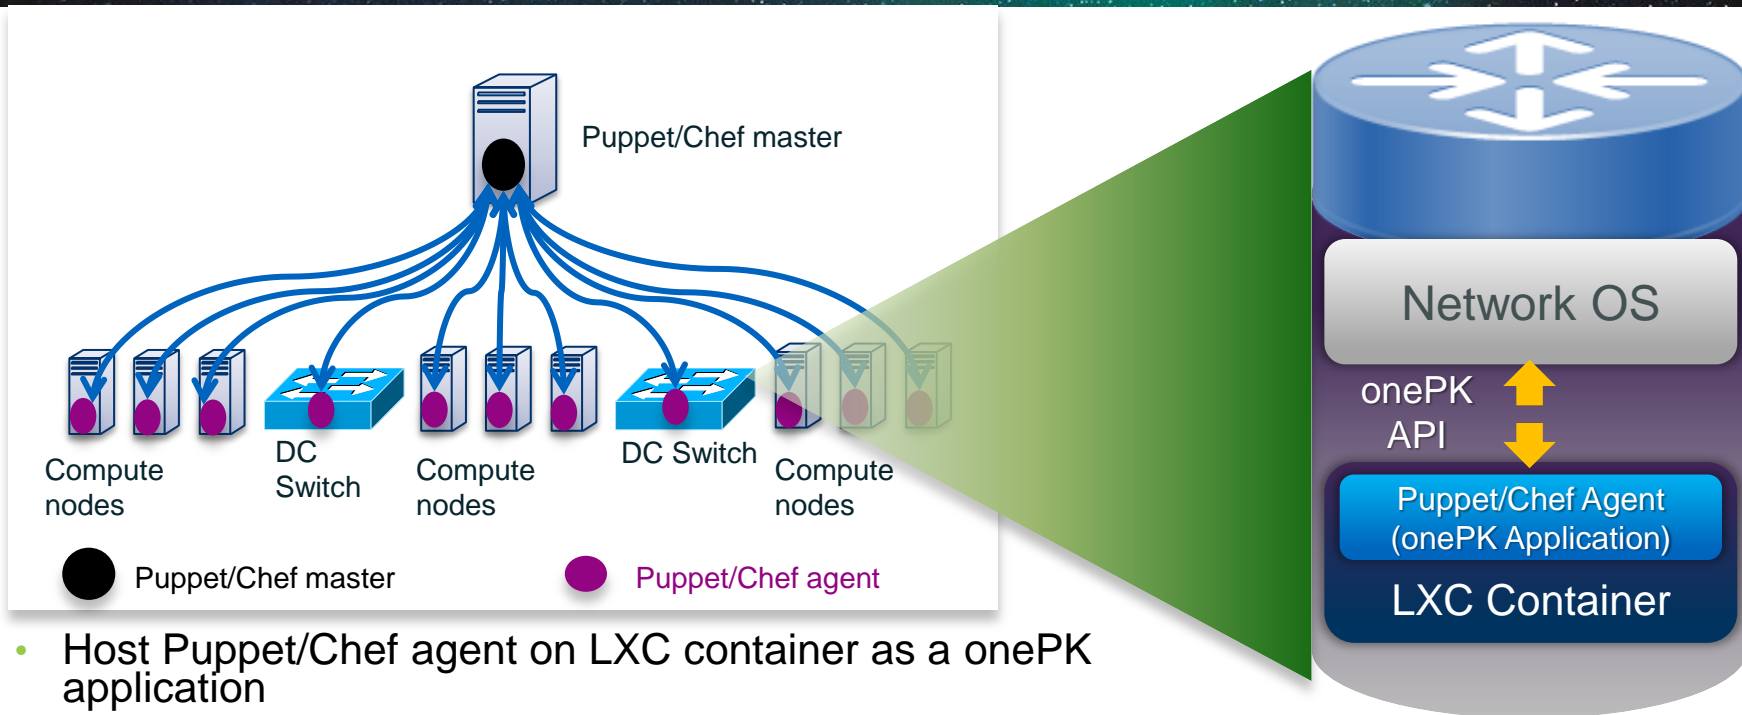 Puppet/Chef master
Compute
nodes
DC
Switch
Compute
nodes
DC Switch
Compute
nodes
Puppet/Chef master
Puppet/Chef agent
Network OS
onePK
API
Puppet/Chef Agent
(onePK Application)
LXC Container
• Host Puppet/Chef agent on LXC container as a onePK
application